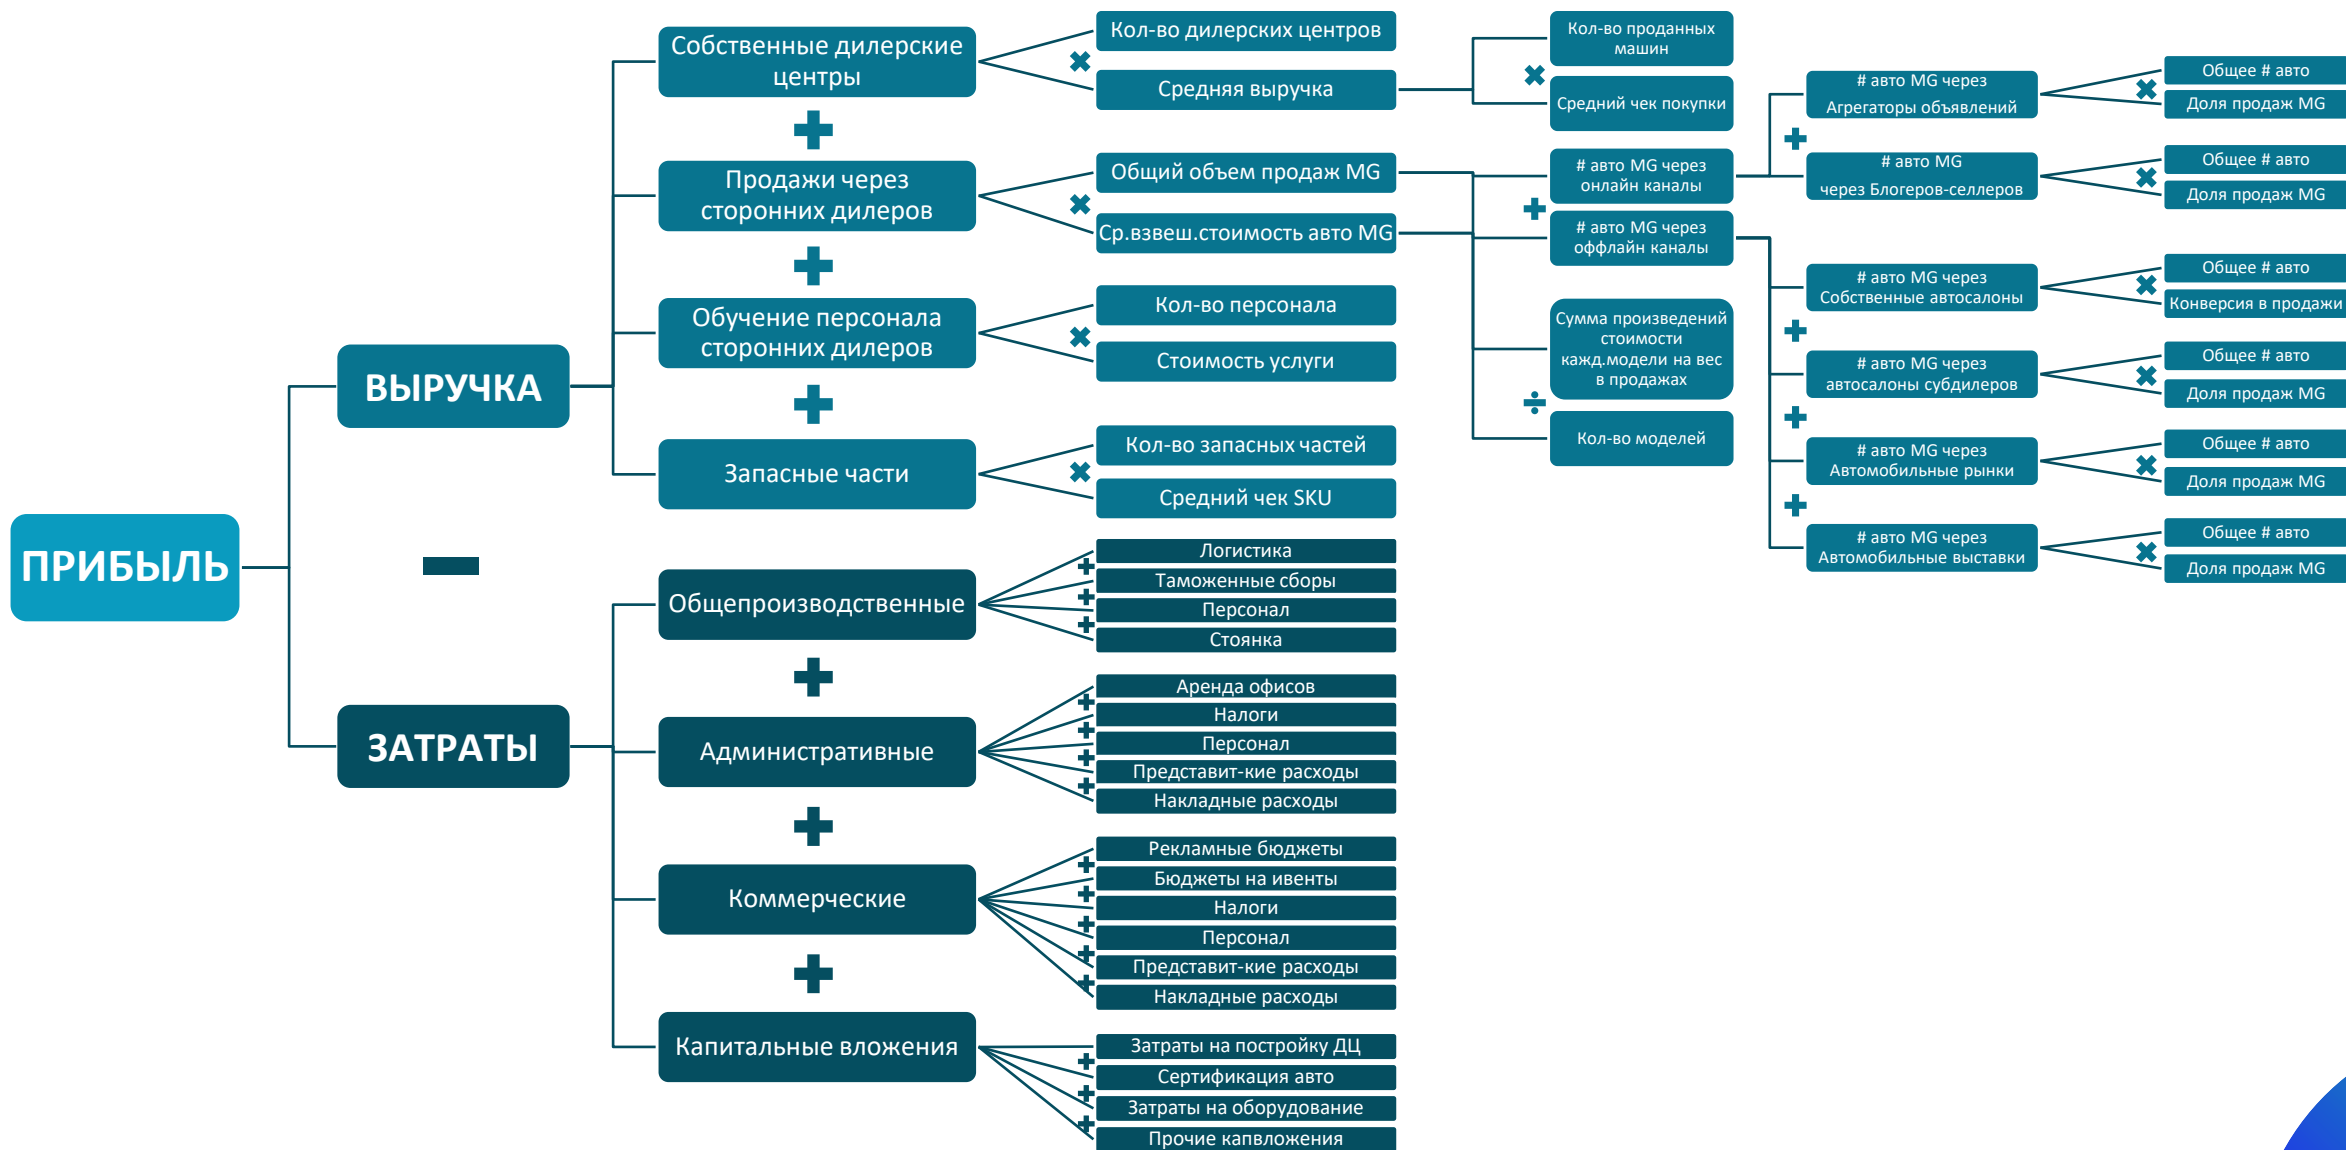 ПРИБЫЛЬ
ВЫРУЧКА
ЗАТРАТЫ
Собственные дилерские
центры
Продажи через
сторонних дилеров
Обучение персонала
сторонних дилеров
Запасные части
Общепроизводственные
Административные
Коммерческие
Капитальные вложения
Кол-во дилерских центров
Средняя выручка
Общий объем продаж MG
Ср.взвеш.стоимость авто MG
Кол-во персонала
Стоимость услуги
Кол-во запасных частей
Средний чек SKU
Логистика
Таможенные сборы
Персонал
Стоянка
Аренда офисов
Налоги
Персонал
Представит-кие расходы
Накладные расходы
Рекламные бюджеты
Бюджеты на ивенты
Налоги
Персонал
Представит-кие расходы
Накладные расходы
Затраты на постройку ДЦ
Сертификация авто
Затраты на оборудование
Прочие капвложения
Кол-во проданных
машин
Средний чек покупки
# авто MG через
онлайн каналы
# авто MG через
оффлайн каналы
Сумма произведений
стоимости
кажд.модели на вес
в продажах
Кол-во моделей
# авто MG через
Агрегаторы объявлений
# авто MG
через Блогеров-селлеров
# авто MG через
Собственные автосалоны
# авто MG через
автосалоны субдилеров
# авто MG через
Автомобильные рынки
# авто MG через
Автомобильные выставки
Общее # авто
Доля продаж MG
Общее # авто
Доля продаж MG
Общее # авто
Конверсия в продажи
Общее # авто
Доля продаж MG
Общее # авто
Доля продаж MG
Общее # авто
Доля продаж MG